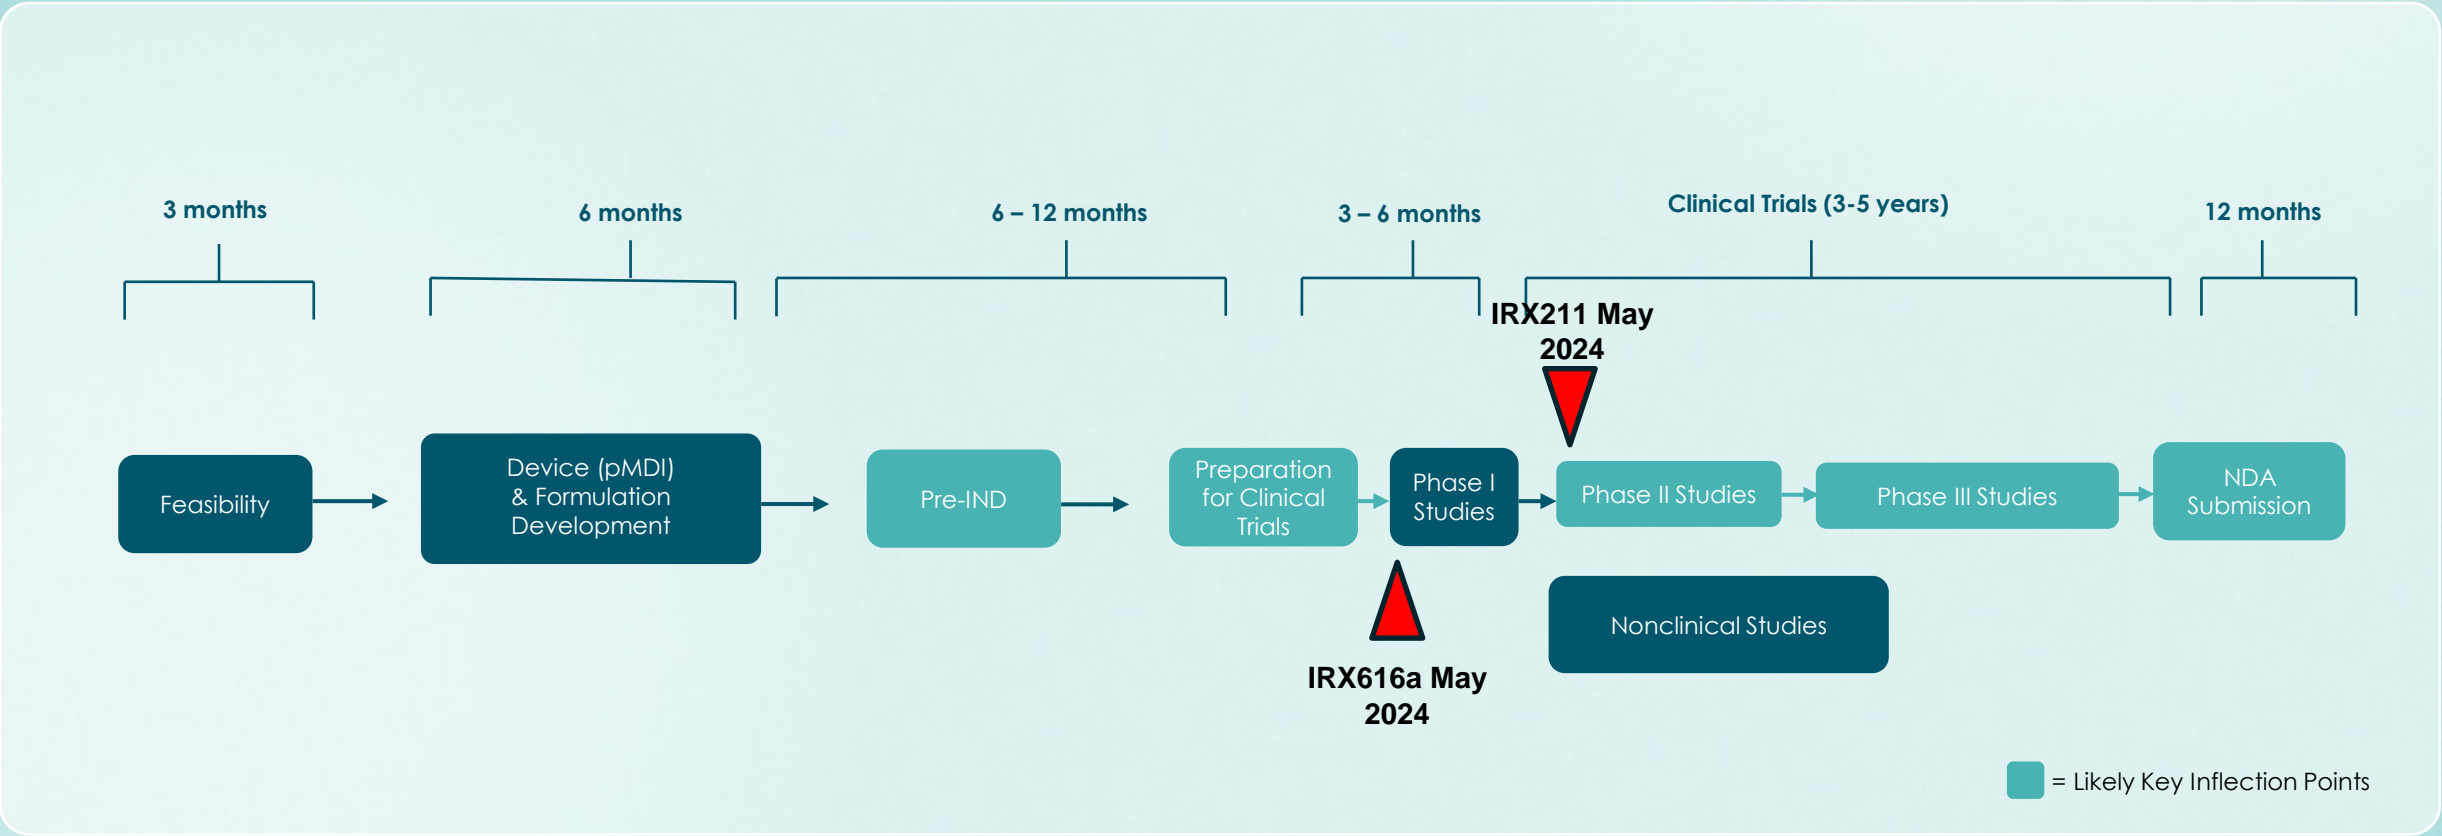 3 months
6 months
6 – 12 months
3 – 6 months
Clinical Trials (3-5 years)
12 months
IRX211 May
2024
Feasibility
Device (pMDI)
& Formulation
Development
Pre-IND
Preparation
for Clinical
Trials
Phase I
Studies
Phase II Studies
Phase III Studies
NDA
Submission
Nonclinical Studies
IRX616a May
2024
= Likely Key Inflection Points